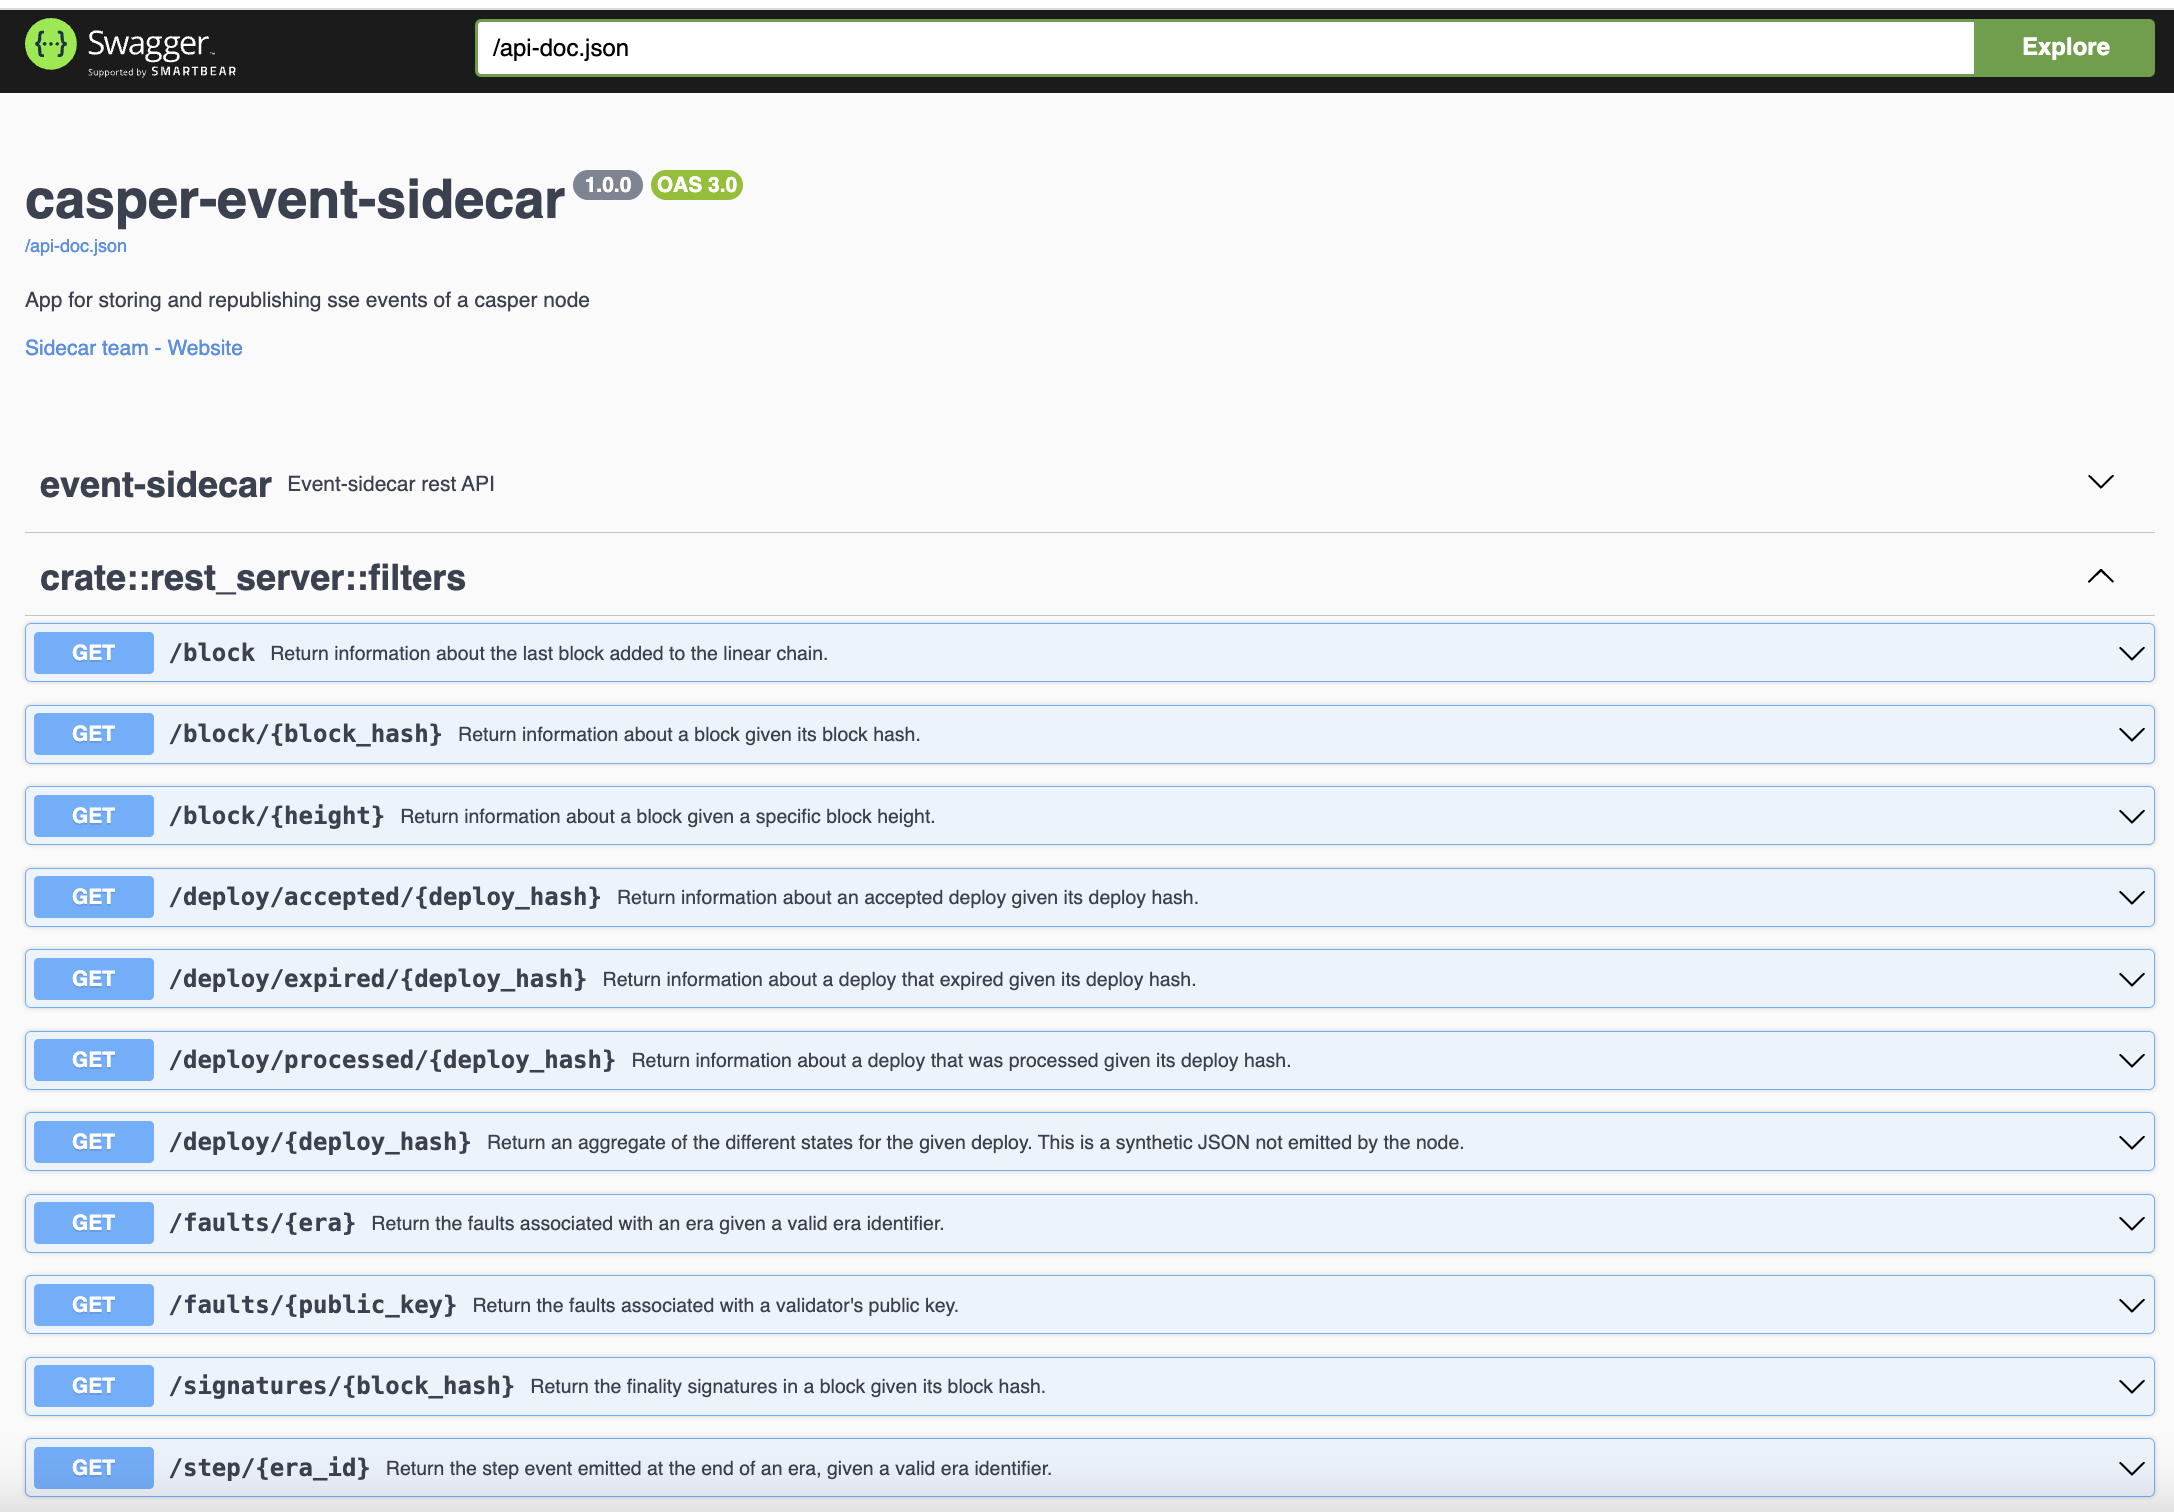 Swagger™
Supported by SMARTBEAR
/api-doc.json
Explore
casper-event-sidecar 1.0.0 OAS 3.0
/api-doc.json
App for storing and republishing sse events of a casper node
Sidecar team - Website
event-sidecar Event-sidecar rest API
crate::rest_server::filters
GET /block Return information about the last block added to the linear chain.
GET /block/{block_hash} Return information about a block given its block hash.
GET /block/{height} Return information about a block given a specific block height.
GET /deploy/accepted/{deploy_hash} Return information about an accepted deploy given its deploy hash.
GET /deploy/expired/{deploy_hash} Return information about a deploy that expired given its deploy hash.
GET /deploy/processed/{deploy_hash} Return information about a deploy that was processed given its deploy hash.
GET /deploy/{deploy_hash} Return an aggregate of the different states for the given deploy. This is a synthetic JSON not emitted by the node.
GET /faults/{era} Return the faults associated with an era given a valid era identifier.
GET /faults/{public_key} Return the faults associated with a validator's public key.
GET /signatures/{block_hash} Return the finality signatures in a block given its block hash.
GET /step/{era_id} Return the step event emitted at the end of an era, given a valid era identifier.